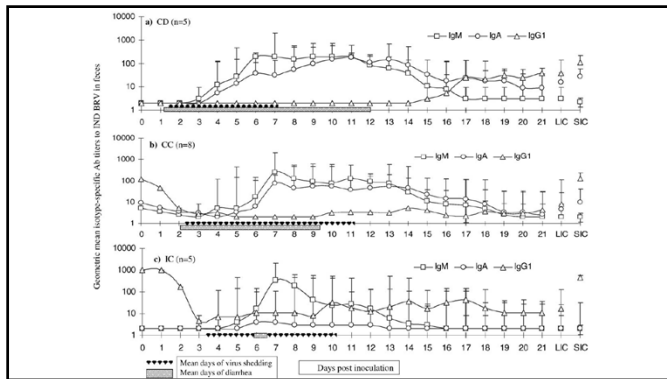 Geometric mean isotype-specific Ab titers to IND BRV in feces
a) CD (n=5)
IgM IgA IgG1
10000
1000
100
10
1
0 1 2 3 4 5 6 7 8 9 10 11 12 13 14 15 16 17 18 19 20 21 LIC SIC
b) CC (n=8)
10000
1000
100
10
1
0 1 2 3 4 5 6 7 8 9 10 11 12 13 14 15 16 17 18 19 20 21 LIC SIC
c) IC (n=5)
10000
1000
100
10
1
0 1 2 3 4 5 6 7 8 9 10 11 12 13 14 15 16 17 18 19 20 21 LIC SIC
Mean days of virus shedding
Mean days of diarrhea
Days post inoculation